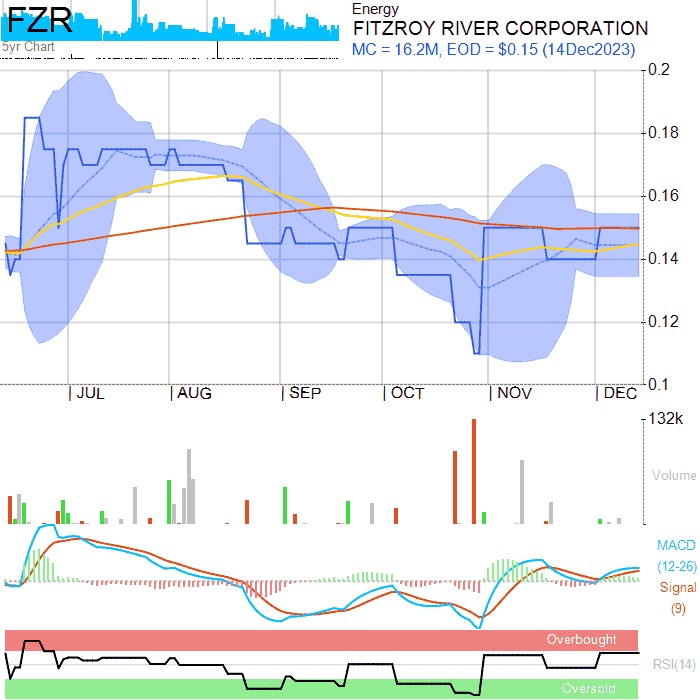 FZR
5yr Chart
Energy
FITZROY RIVER CORPORATION
MC = 16.2M, EOD = $0.15 (14Dec2023)
0.2
0.18
0.16
0.14
0.12
0.1
JUL
AUG
SEP
OCT
NOV
DEC
132k
Volume
MACD
(12-26)
Signal
(9)
Overbought
RSI(14)
Oversold